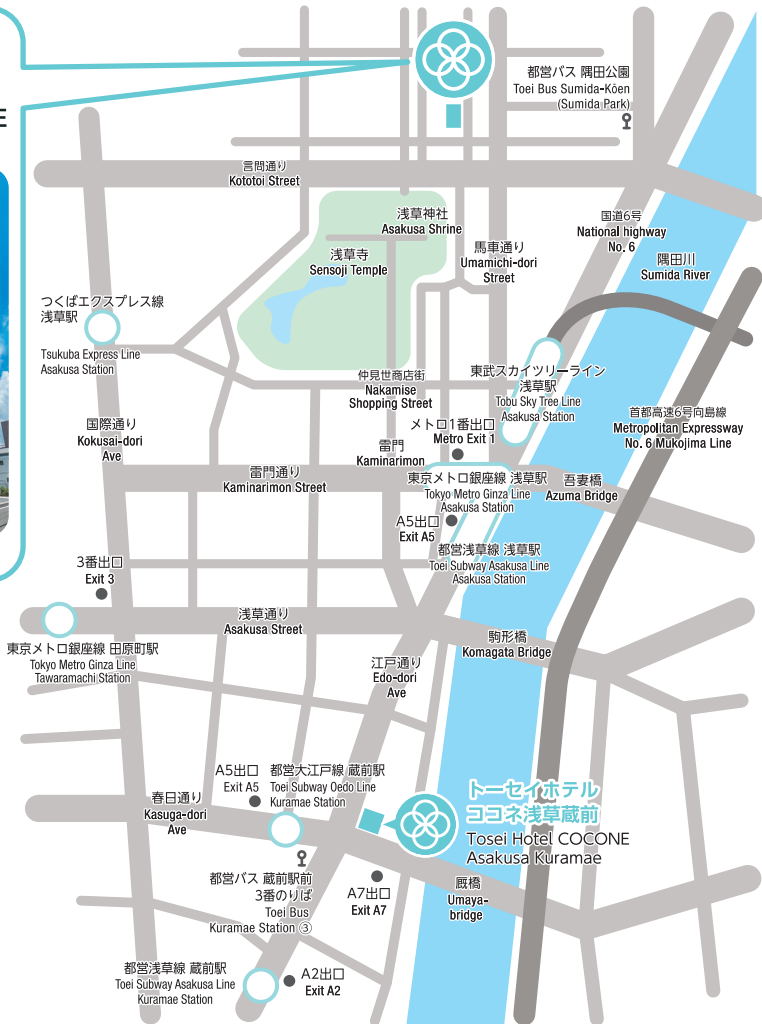 E
都営バス 隅田公園
Toei Bus Sumida-Kōen
(Sumida Park)
言問通り
Kototoi Street
浅草神社
Asakusa Shrine
国道6号
National highway
No. 6
浅草寺
Sensoji Temple
馬車通り
Umamichi-dori
Street
隅田川
Sumida River
つくばエクスプレス線
浅草駅
Tsukuba Express Line
Asakusa Station
仲見世商店街
Nakamise
Shopping Street
東武スカイツリーライン
浅草駅
Tobu Sky Tree Line
Asakusa Station
首都高速6号向島線
Metropolitan Expressway
No. 6 Mukojima Line
国際通り
Kokusai-dori
Ave
メトロ1番出口
Metro Exit 1
雷門
Kaminarimon
雷門通り
Kaminarimon Street
東京メトロ銀座線 浅草駅
Tokyo Metro Ginza Line
Asakusa Station
吾妻橋
Azuma Bridge
A5出口
Exit A5
都営浅草線 浅草駅
Toei Subway Asakusa Line
Asakusa Station
3番出口
Exit 3
浅草通り
Asakusa Street
駒形橋
Komagata Bridge
東京メトロ銀座線 田原町駅
Tokyo Metro Ginza Line
Tawaramachi Station
江戸通り
Edo-dori
Ave
A5出口
Exit A5
都営大江戸線 蔵前駅
Toei Subway Oedo Line
Kuramae Station
春日通り
Kasuga-dori
Ave
トーセイホテル
ココネ浅草蔵前
Tosei Hotel COCONE
Asakusa Kuramae
都営バス 蔵前駅前
3番のりば
Toei Bus
Kuramae Station ③
A7出口
Exit A7
厩橋
Umaya-
bridge
都営浅草線 蔵前駅
Toei Subway Asakusa Line
Kuramae Station
A2出口
Exit A2